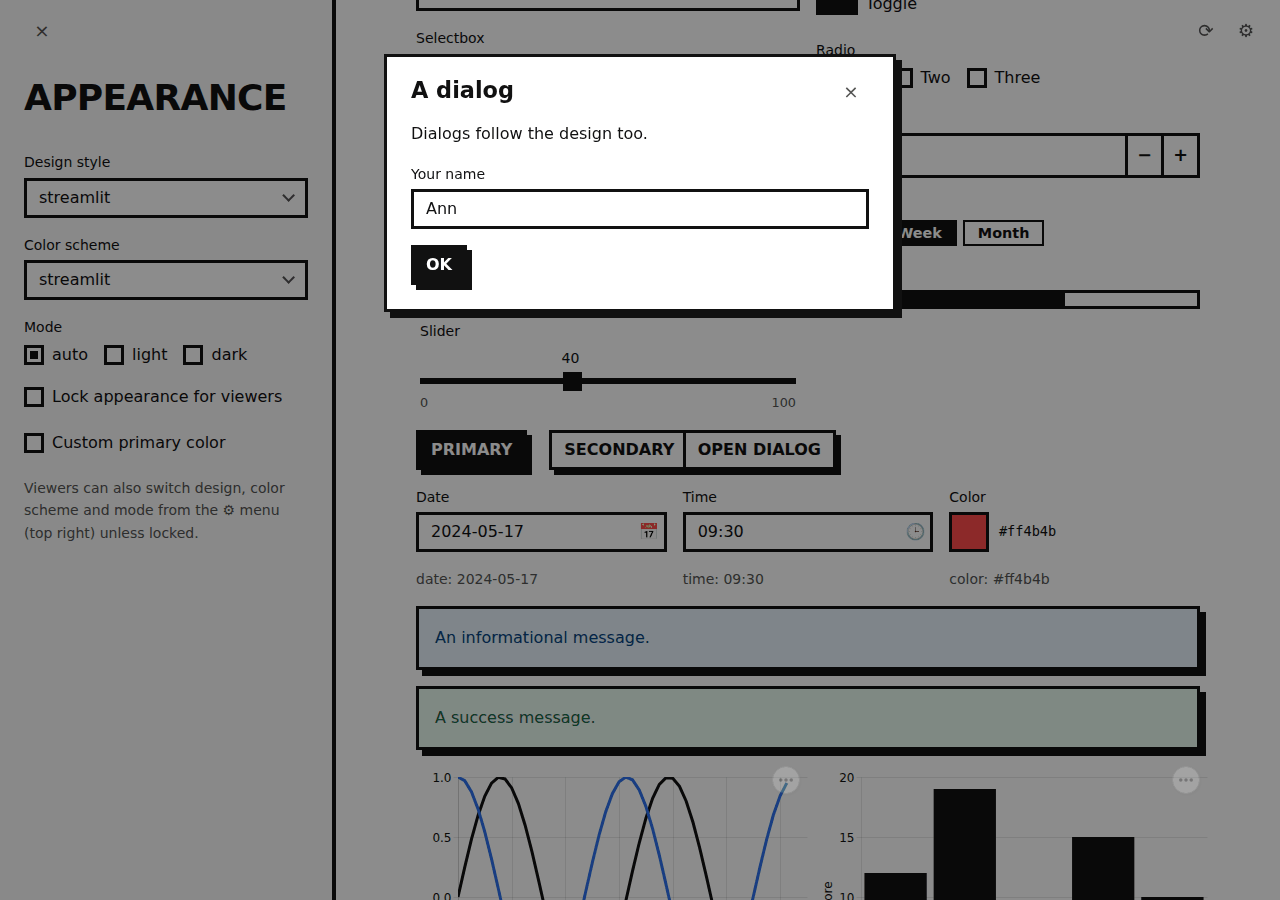 ×
APPEARANCE
Design style
streamlit
Color scheme
streamlit
Mode
auto light dark
Lock appearance for viewers
Custom primary color
Viewers can also switch design, color
scheme and mode from the ⚙ menu
(top right) unless locked.
Toggle
Selectbox
Radio
Two Three
A dialog ×
Dialogs follow the design too.
Your name
Ann
OK
− +
Week Month
Slider
40
0 100
PRIMARY SECONDARY OPEN DIALOG
Date Time Color
2024-05-17 09:30 #ff4b4b
date: 2024-05-17 time: 09:30 color: #ff4b4b
An informational message.
A success message.
1.0
0.5
0.0
20
15
10